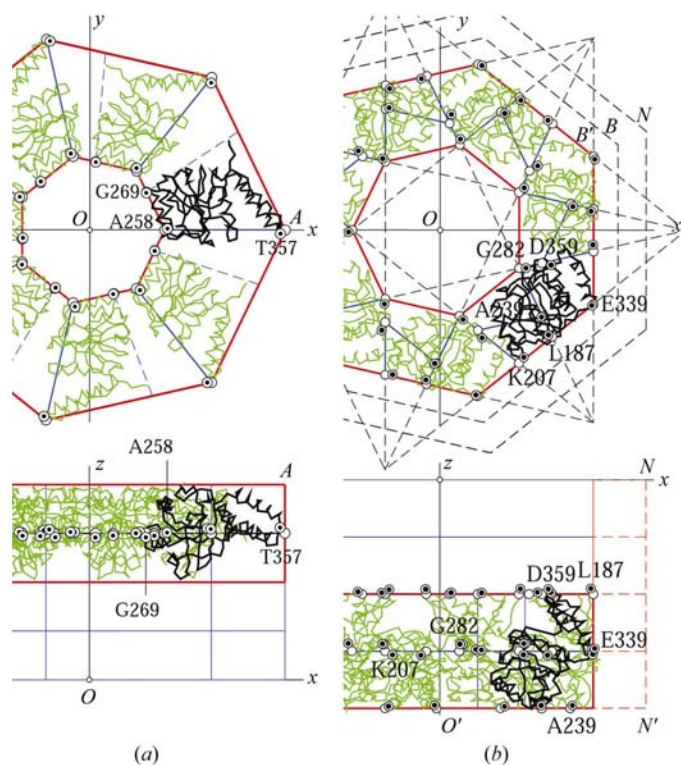 y
G269
O
A
x
A258
T357
y
N
B' B
O
x
G282 D359
A239
E339
L187
K207
A258
z
A
T357
G269
O
x
z
N
x
D359
L187
G282
E339
K207
O'
A239
N'
(a)
(b)